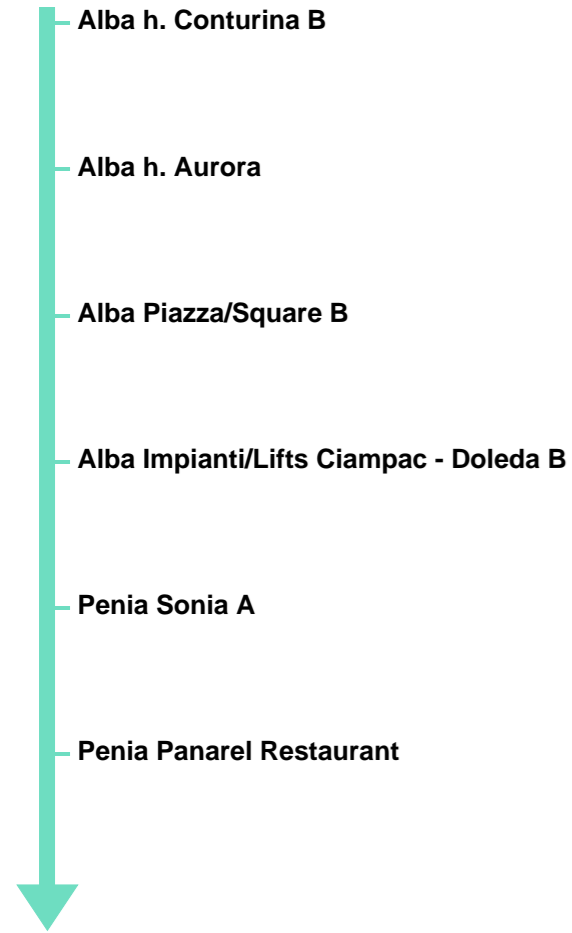 Alba h. Conturina B
Alba h. Aurora
Alba Piazza/Square B
Alba Impianti/Lifts Ciampac - Doleda B
Penia Sonia A
Penia Panarel Restaurant